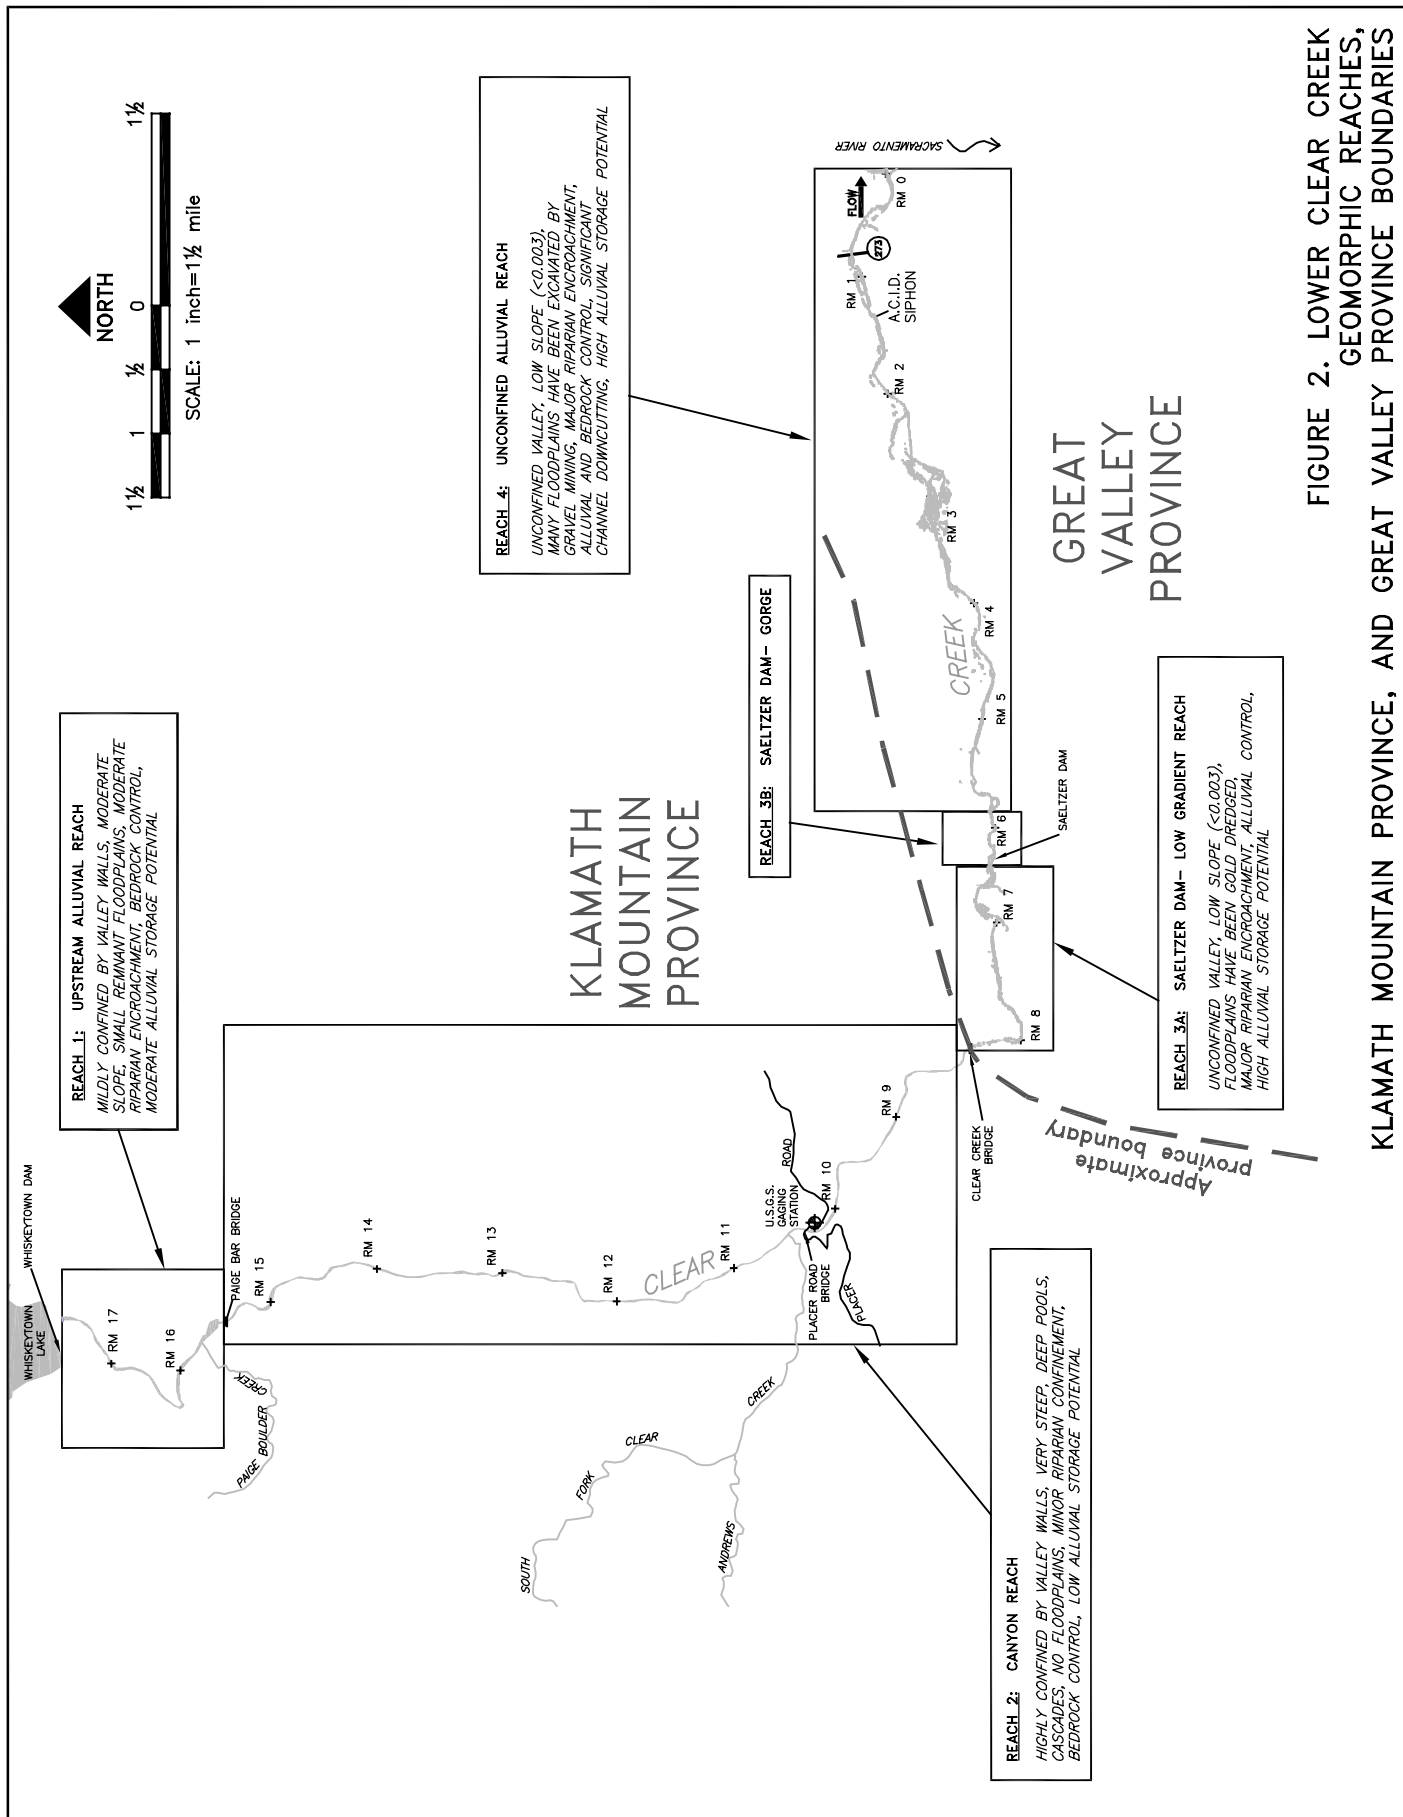 WHISKEYTOWN DAM
WHISKEYTOWN
LAKE
RM 17
RM 16
PAIGE BAR BRIDGE
PAIGE BOULDER
CREEK
RM 15
RM 14
RM 13
RM 12
CLEAR
RM 11
SOUTH
FORK
CLEAR
CREEK
ANDREWS
U.S.G.S.
GAGING
STATION
ROAD
PLACER ROAD
BRIDGE
PLACER
RM 10
RM 9
CLEAR CREEK
BRIDGE
RM 8
RM 7
SAELTZER DAM
RM 6
RM 5
CREEK
RM 4
RM 3
RM 2
A.C.I.D.
SIPHON
RM 1
273
FLOW
RM 0
SACRAMENTO RIVER
NORTH
1½ 1 ½ 0 1½
SCALE: 1 inch=1½ mile
REACH 1: UPSTREAM ALLUVIAL REACH
MILDLY CONFINED BY VALLEY WALLS, MODERATE
SLOPE, SMALL REMNANT FLOODPLAINS, MODERATE
RIPARIAN ENCROACHMENT, BEDROCK CONTROL,
MODERATE ALLUVIAL STORAGE POTENTIAL
REACH 4: UNCONFINED ALLUVIAL REACH
UNCONFINED VALLEY, LOW SLOPE (<0.003),
MANY FLOODPLAINS HAVE BEEN EXCAVATED BY
GRAVEL MINING, MAJOR RIPARIAN ENCROACHMENT,
ALLUVIAL AND BEDROCK CONTROL, SIGNIFICANT
CHANNEL DOWNCUTTING, HIGH ALLUVIAL STORAGE POTENTIAL
KLAMATH
MOUNTAIN
PROVINCE
REACH 3B: SAELTZER DAM- GORGE
GREAT
VALLEY
PROVINCE
Approximate
province boundary
REACH 2: CANYON REACH
HIGHLY CONFINED BY VALLEY WALLS, VERY STEEP, DEEP POOLS,
CASCADES, NO FLOODPLAINS, MINOR RIPARIAN CONFINEMENT,
BEDROCK CONTROL, LOW ALLUVIAL STORAGE POTENTIAL
REACH 3A: SAELTZER DAM- LOW GRADIENT REACH
UNCONFINED VALLEY, LOW SLOPE (<0.003),
FLOODPLAINS HAVE BEEN GOLD DREDGED,
MAJOR RIPARIAN ENCROACHMENT, ALLUVIAL CONTROL,
HIGH ALLUVIAL STORAGE POTENTIAL
FIGURE 2. LOWER CLEAR CREEK
GEOMORPHIC REACHES,
KLAMATH MOUNTAIN PROVINCE, AND GREAT VALLEY PROVINCE BOUNDARIES